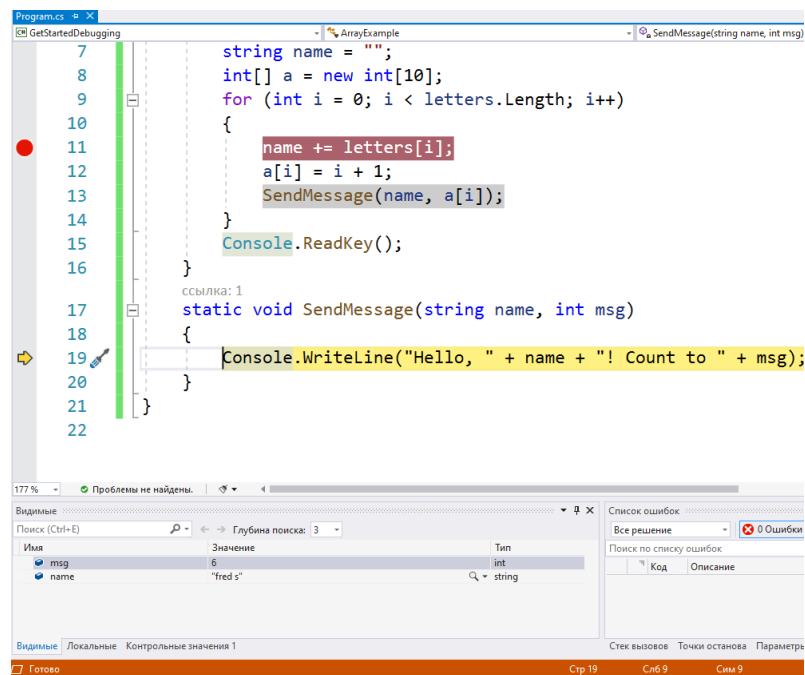 Program.cs
C# GetStartedDebugging ArrayExample SendMessage(string name, int msg)
7 string name = "";
8 int[] a = new int[10];
9 for (int i = 0; i < letters.Length; i++)
10 {
11 name += letters[i];
12 a[i] = i + 1;
13 SendMessage(name, a[i]);
14 }
15 Console.ReadKey();
16 }
ссылка: 1
17 static void SendMessage(string name, int msg)
18 {
19 Console.WriteLine("Hello, " + name + "! Count to " + msg);
20 }
21 }
22
177 % Проблемы не найдены.
Видимые
Поиск (Ctrl+E) Глубина поиска: 3
Имя Значение Тип
msg 6 int
name "fred s" string
Видимые Локальные Контрольные значения 1
Список ошибок
Все решение 0 Ошибки
Поиск по списку ошибок
Код Описание
Стек вызовов Точки останова Параметры
Готово Стр 19 Слб 9 Сим 9